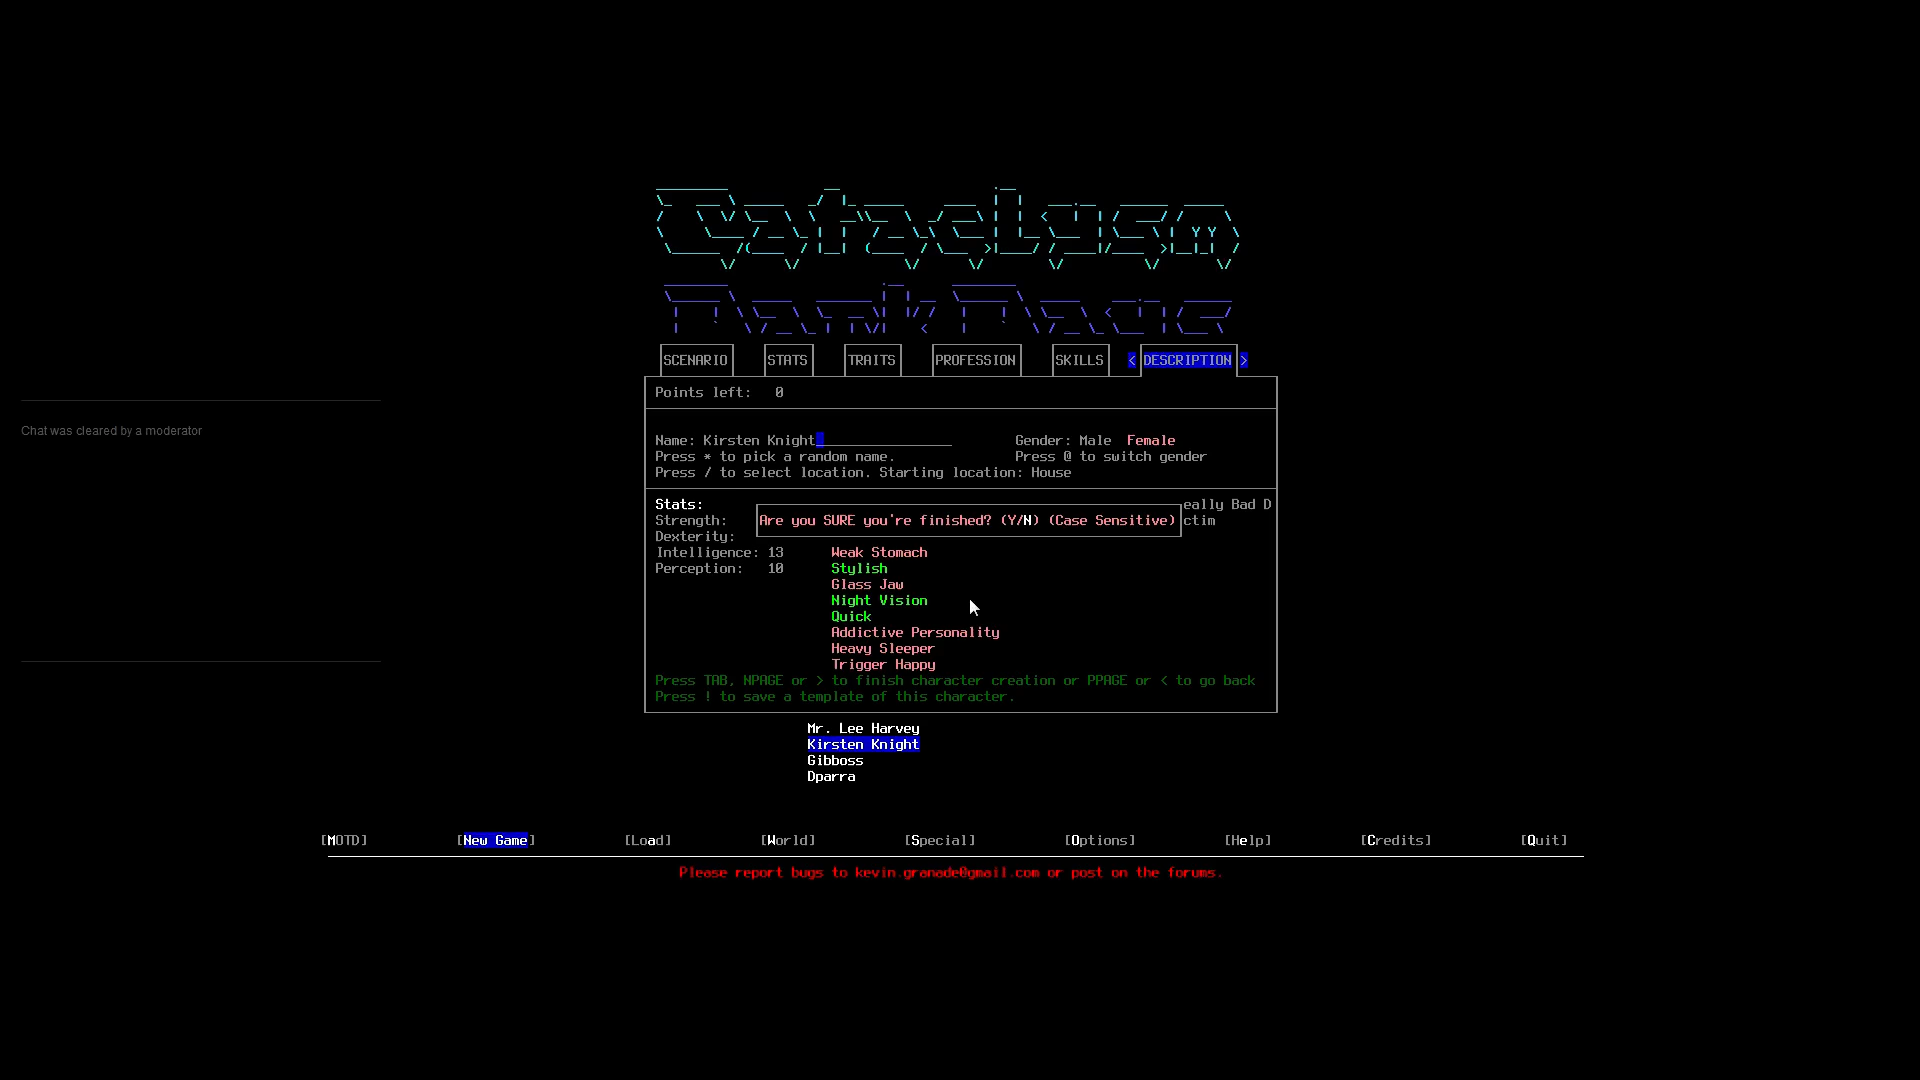 Cataclysm
Dark Days
SCENARIO STATS TRAITS PROFESSION SKILLS < DESCRIPTION >
Points left: 0
Name: Kirsten Knight Gender: Male Female
Press * to pick a random name. Press @ to switch gender
Press / to select location. Starting location: House
Stats: eally Bad D
Are you SURE you're finished? (Y/N) (Case Sensitive)
Strength: ctim
Dexterity:
Intelligence: 13 Weak Stomach
Perception: 10 Stylish
Glass Jaw
Night Vision
Quick
Addictive Personality
Heavy Sleeper
Trigger Happy
Press TAB, NPAGE or > to finish character creation or PPAGE or < to go back
Press ! to save a template of this character.
Chat was cleared by a moderator
Mr. Lee Harvey
Kirsten Knight
Gibboss
Dparra
[MOTD] [New Game] [Load] [World] [Special] [Options] [Help] [Credits] [Quit]
Please report bugs to kevin.granade@gmail.com or post on the forums.